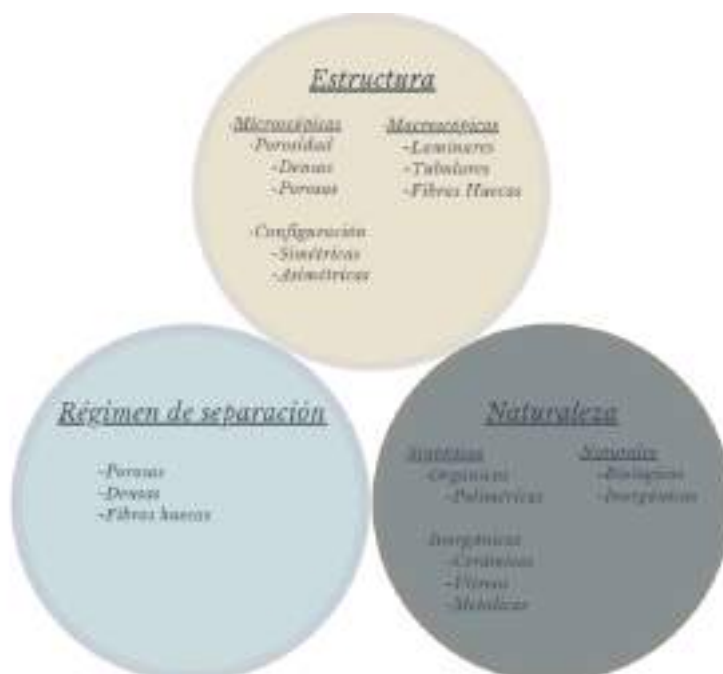 Estructura
·Microscópicas
·Porosidad
-Densas
-Porosas
·Configuración
-Simétricas
-Asimétricas
·Macroscópicas
-Laminares
-Tubulares
-Fibras Huecas
Régimen de separación
-Porosas
-Densas
-Fibras huecas
Naturaleza
Sintéticas
·Orgánicas
-Poliméricas
·Inorgánicas
-Cerámicas
-Vítreas
-Metálicas
Naturales
-Biológicas
-Inorgánicas